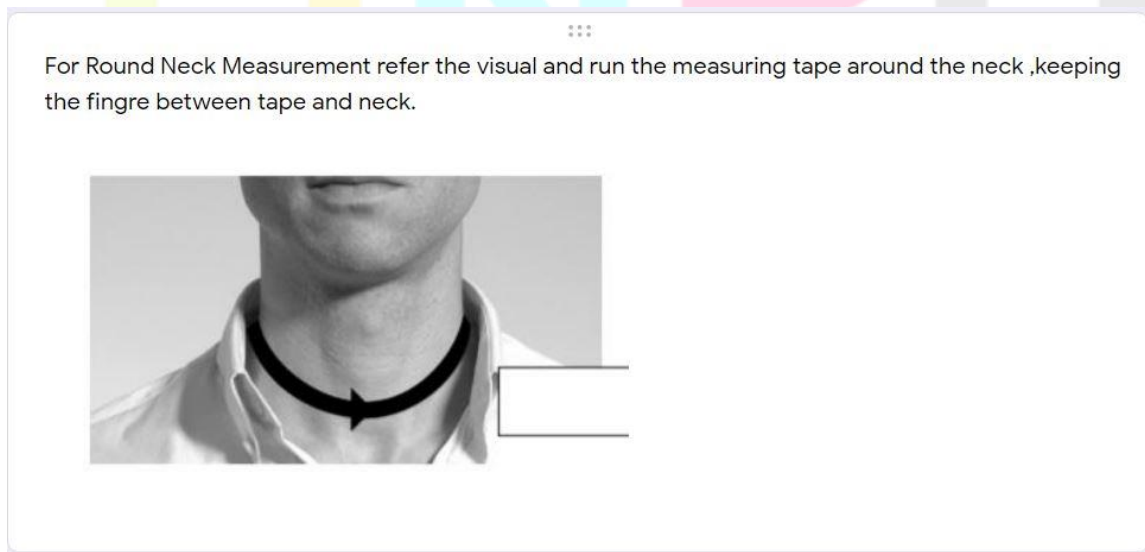 For Round Neck Measurement refer the visual and run the measuring tape around the neck ,keeping
the fingre between tape and neck.